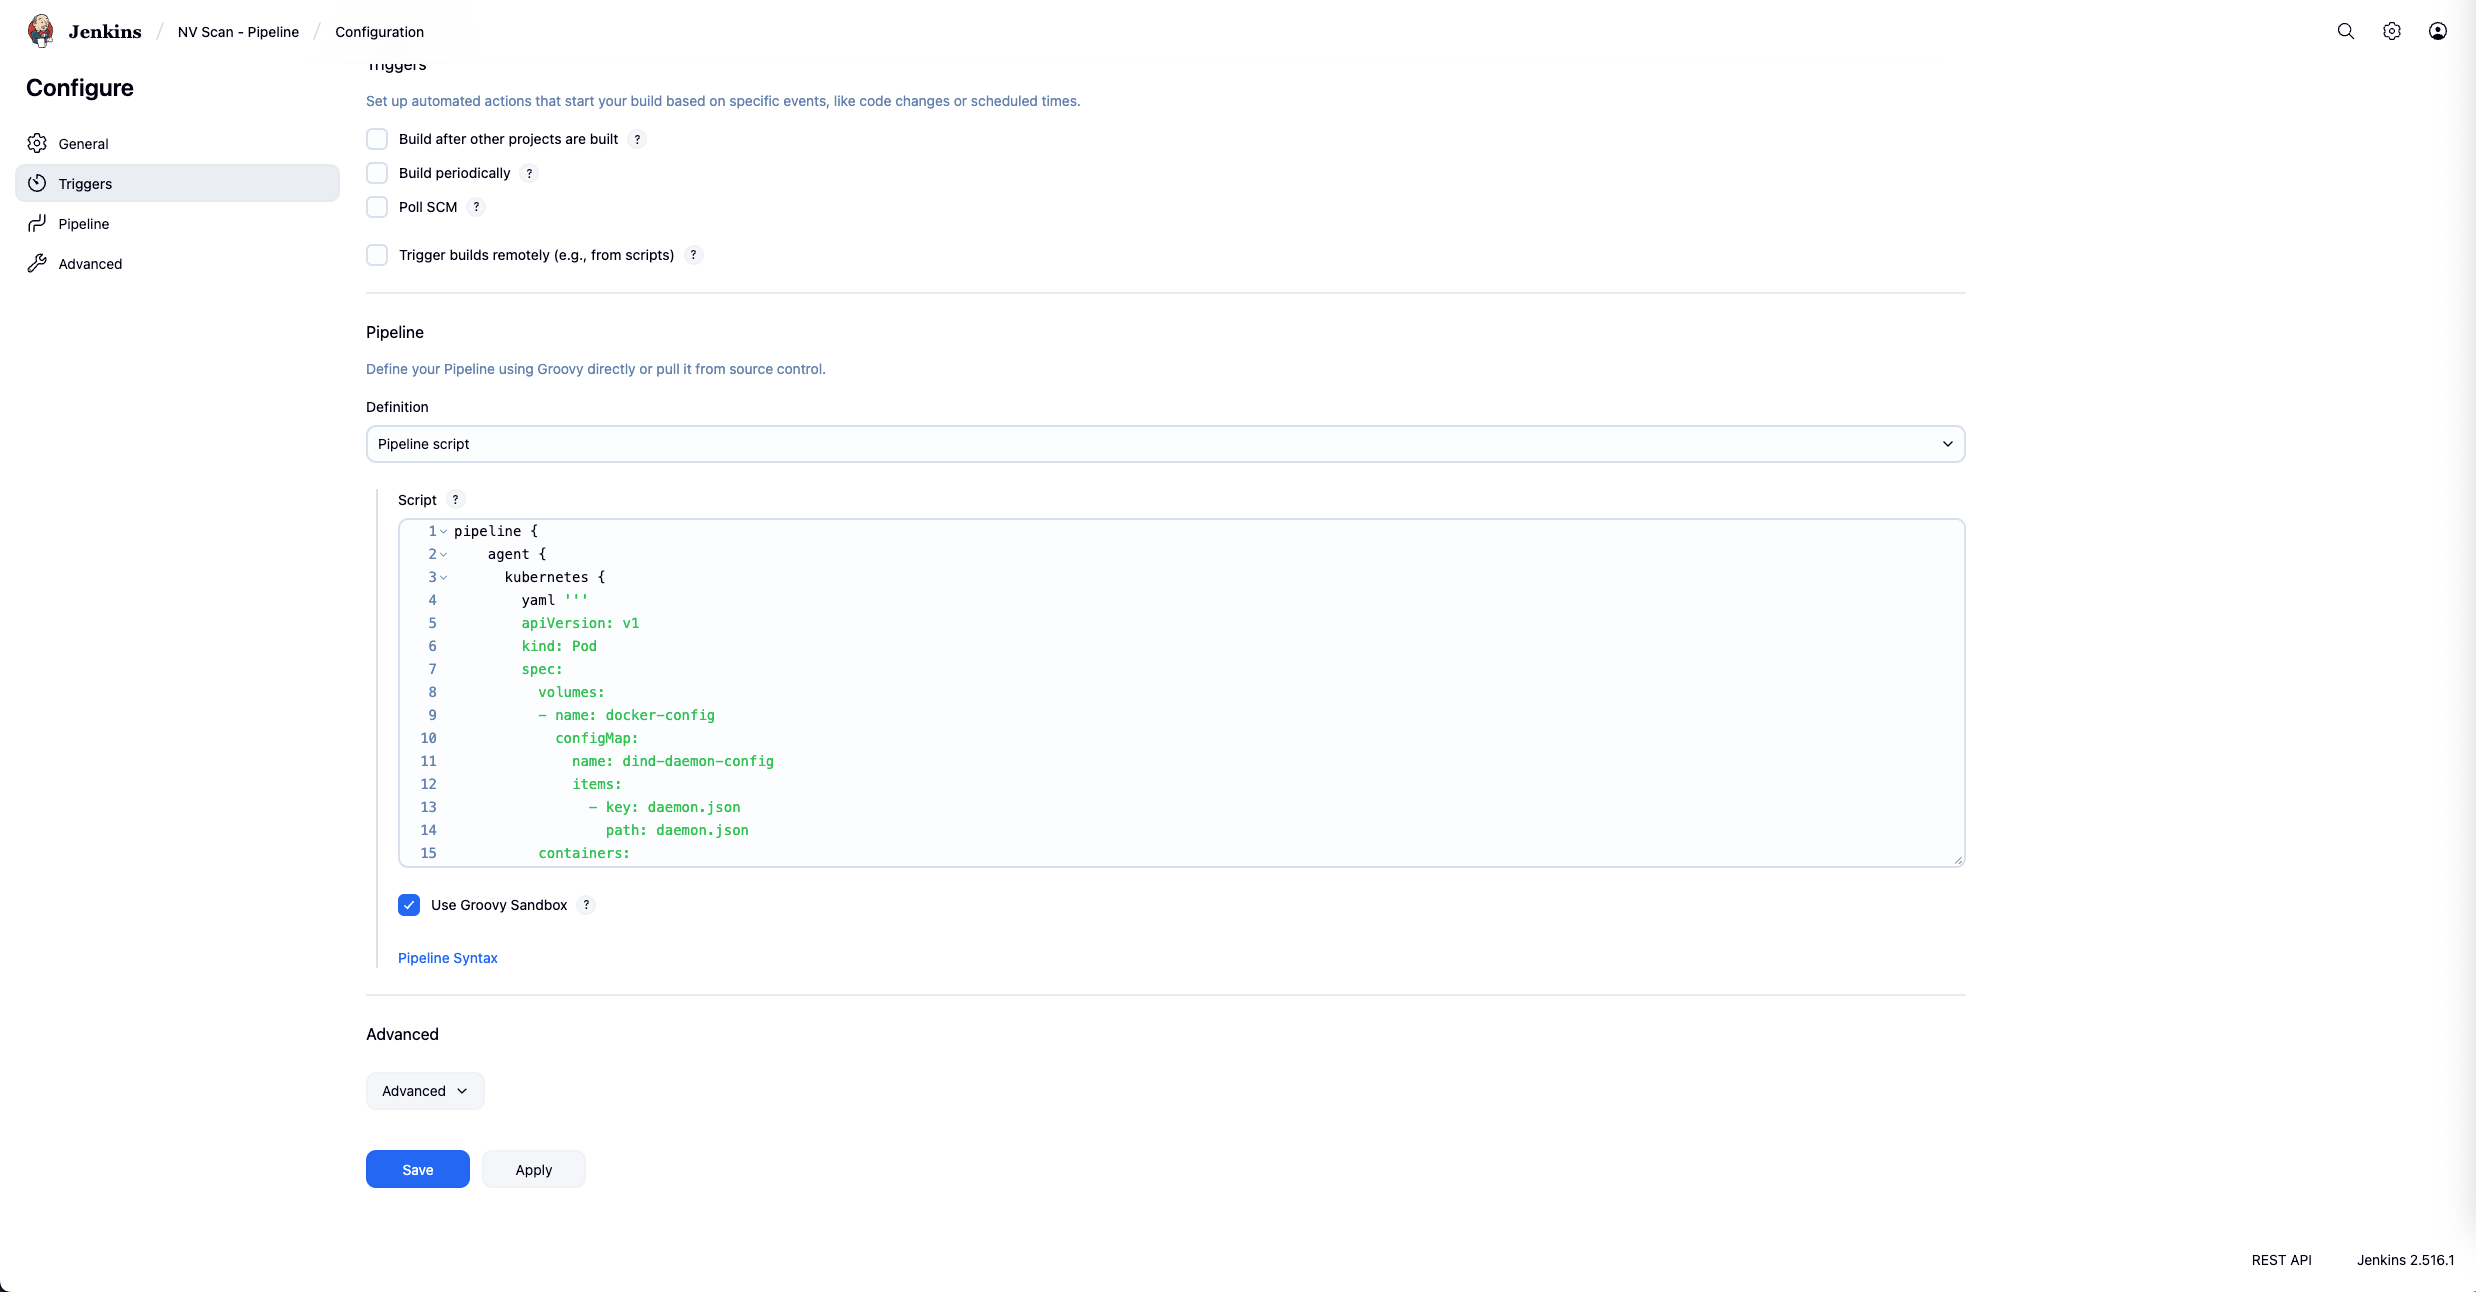 Jenkins / NV Scan - Pipeline / Configuration
Configure
General
Triggers
Pipeline
Advanced
Triggers
Set up automated actions that start your build based on specific events, like code changes or scheduled times.
Build after other projects are built ?
Build periodically ?
Poll SCM ?
Trigger builds remotely (e.g., from scripts) ?
Pipeline
Define your Pipeline using Groovy directly or pull it from source control.
Definition
Pipeline script
Script ?
1 pipeline {
2     agent {
3       kubernetes {
4         yaml '''
5         apiVersion: v1
6         kind: Pod
7         spec:
8           volumes:
9           - name: docker-config
10             configMap:
11               name: dind-daemon-config
12               items:
13                 - key: daemon.json
14                   path: daemon.json
15           containers:
Use Groovy Sandbox ?
Pipeline Syntax
Advanced
Advanced
Save Apply
REST API Jenkins 2.516.1